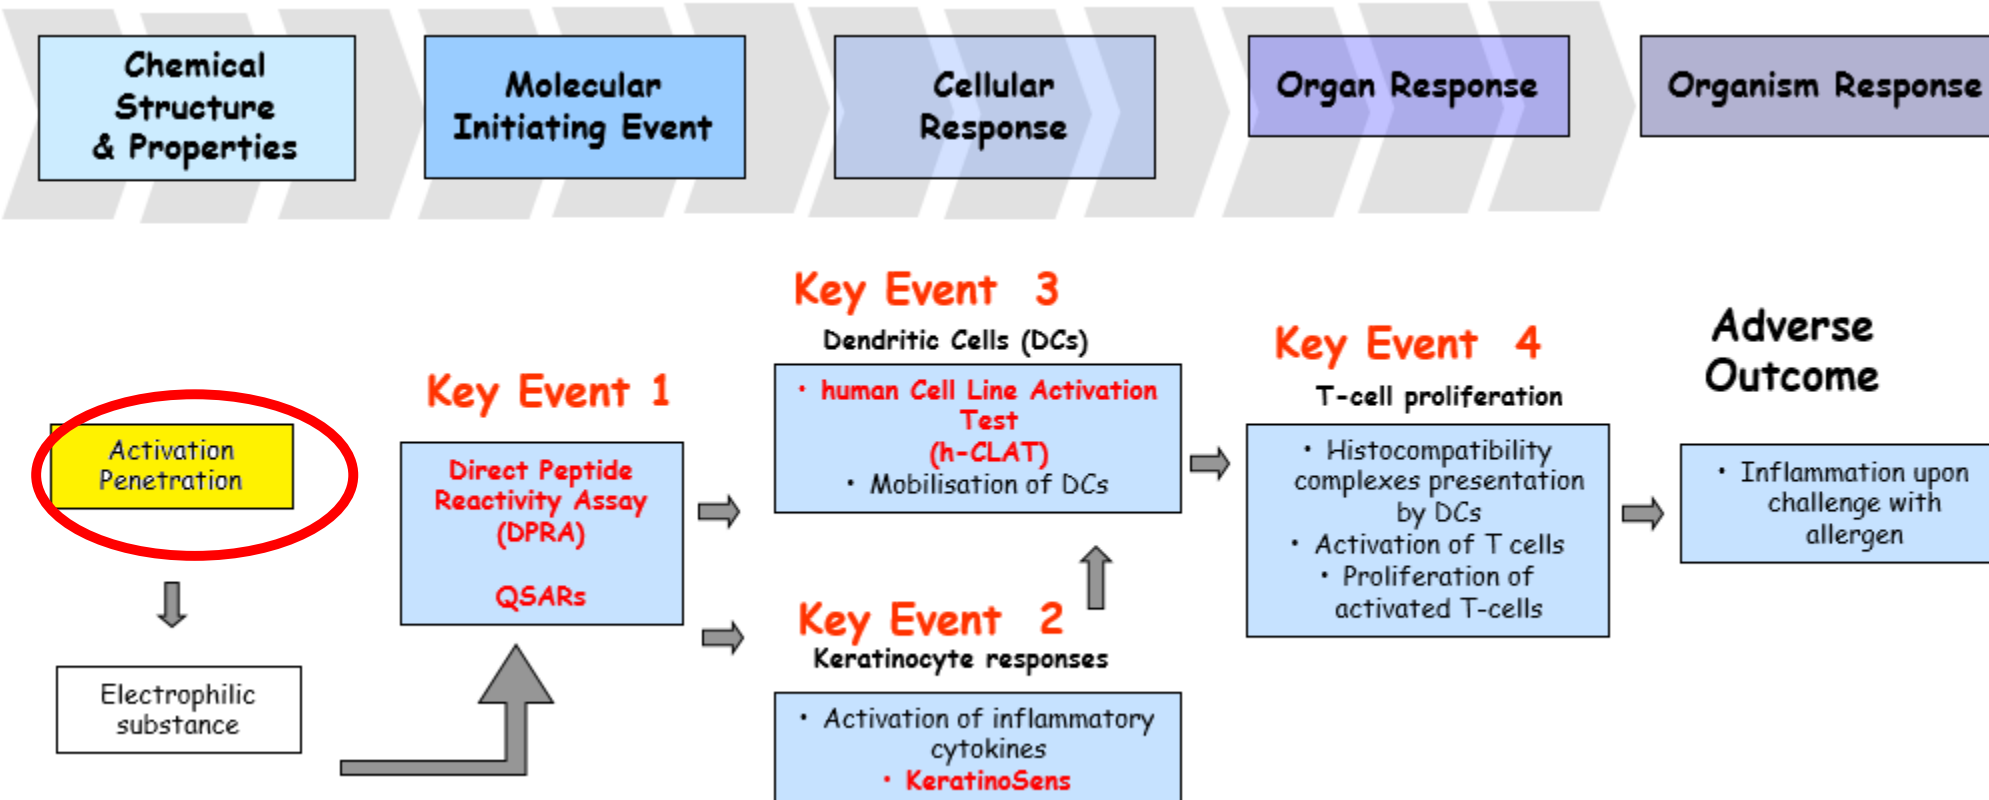 Chemical
Structure
& Properties
Molecular
Initiating Event
Cellular
Response
Organ Response
Organism Response
Activation
Penetration
Electrophilic
substance
Key Event 1
Direct Peptide
Reactivity Assay
(DPRA)
QSARs
Key Event 3
Dendritic Cells (DCs)
• human Cell Line Activation
Test
(h-CLAT)
• Mobilisation of DCs
Key Event 2
Keratinocyte responses
• Activation of inflammatory
cytokines
• KeratinoSens
Key Event 4
T-cell proliferation
• Histocompatibility
complexes presentation
by DCs
• Activation of T cells
• Proliferation of
activated T-cells
Adverse
Outcome
• Inflammation upon
challenge with
allergen